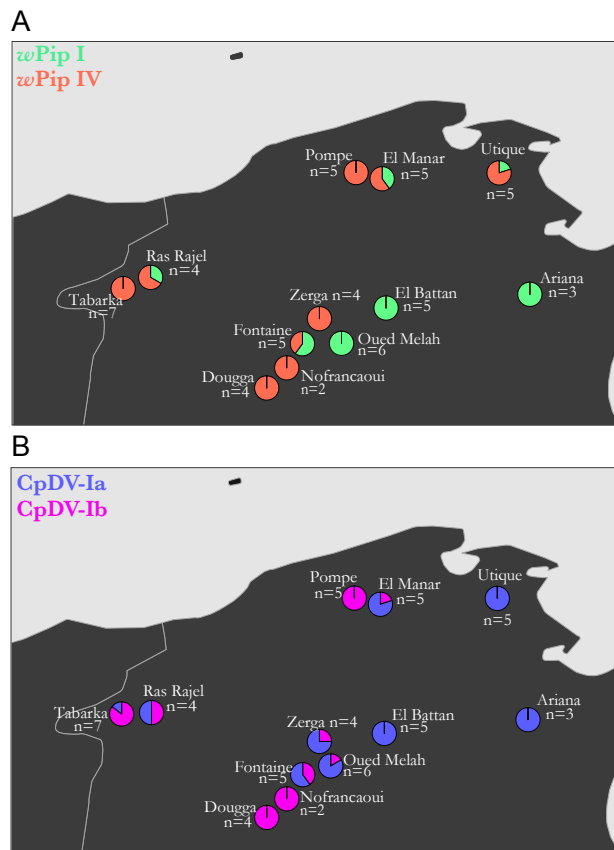 A
wPip I
wPip IV
Pompe
n=5
El Manar
n=5
Utique
n=5
Ras Rajel
n=4
Tabarka
n=7
Zerga n=4
El Battan
n=5
Ariana
n=3
Fontaine
n=5
Oued Melah
n=6
Dougga
n=4
Nofrancaoui
n=2
B
CpDV-Ia
CpDV-Ib
Pompe
n=5
El Manar
n=5
Utique
n=5
Ras Rajel
n=4
Tabarka
n=7
Zerga n=4
El Battan
n=5
Ariana
n=3
Fontaine
n=5
Oued Melah
n=6
Dougga
n=4
Nofrancaoui
n=2